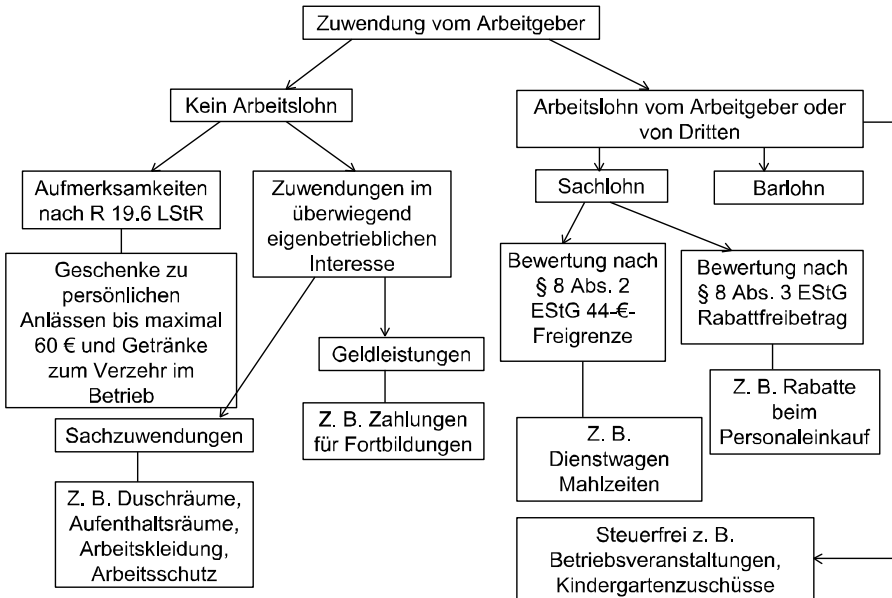 Zuwendung vom Arbeitgeber
Kein Arbeitslohn
Arbeitslohn vom Arbeitgeber oder
von Dritten
Aufmerksamkeiten
nach R 19.6 LStR
Zuwendungen im
überwiegend
eigenbetrieblichen
Interesse
Sachlohn
Barlohn
Geschenke zu
persönlichen
Anlässen bis maximal
60 € und Getränke
zum Verzehr im
Betrieb
Bewertung nach
§ 8 Abs. 2
EStG 44-€-
Freigrenze
Bewertung nach
§ 8 Abs. 3 EStG
Rabattfreibetrag
Geldleistungen
Z. B. Zahlungen
für Fortbildungen
Z. B. Rabatte
beim
Personaleinkauf
Sachzuwendungen
Z. B.
Dienstwagen
Mahlzeiten
Z. B. Duschräume,
Aufenthaltsräume,
Arbeitskleidung,
Arbeitsschutz
Steuerfrei z. B.
Betriebsveranstaltungen,
Kindergartenzuschüsse